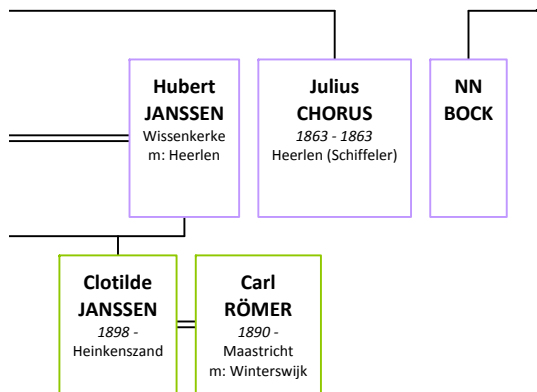 Hubert
JANSSEN
Wissenkerke
m: Heerlen
Julius
CHORUS
1863 - 1863
Heerlen (Schiffeler)
NN
BOCK
Clotilde
JANSSEN
1898 -
Heinkenszand
Carl
RÖMER
1890 -
Maastricht
m: Winterswijk